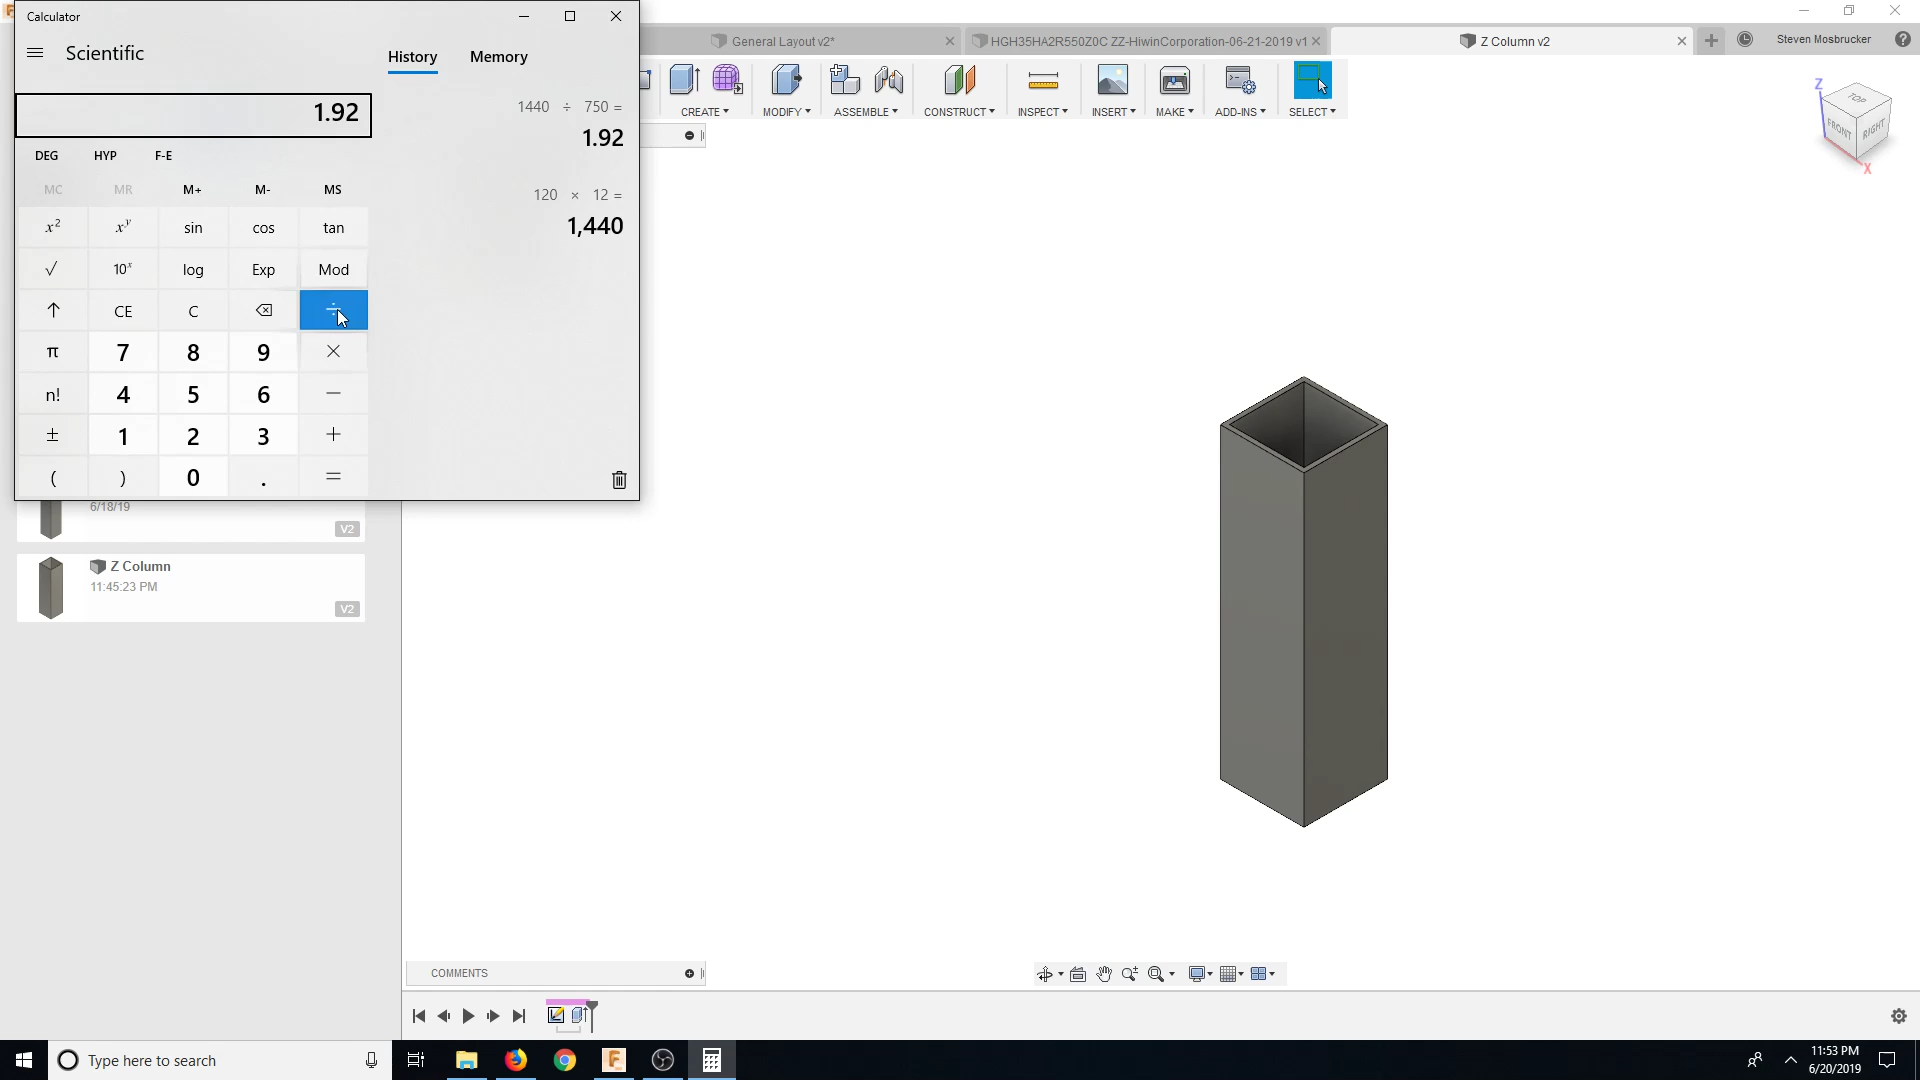 Calculator
Scientific
History
Memory
1.92
1440 ÷ 750 =
1.92
120 × 12 =
1,440
DEG
HYP
F-E
MC
MR
M+
M-
MS
x²
xʸ
sin
cos
tan
√
10ˣ
log
Exp
Mod
↑
CE
C
÷
π
7
8
9
×
n!
4
5
6
−
±
1
2
3
+
(
)
0
.
=
General Layout v2*
HGH35HA2R550Z0C ZZ-HiwinCorporation-06-21-2019 v1
Z Column v2
Steven Mosbrucker
CREATE
MODIFY
ASSEMBLE
CONSTRUCT
INSPECT
INSERT
MAKE
ADD-INS
SELECT
Z
TOP
FRONT
RIGHT
X
6/18/19
V2
Z Column
11:45:23 PM
V2
COMMENTS
Type here to search
11:53 PM
6/20/2019